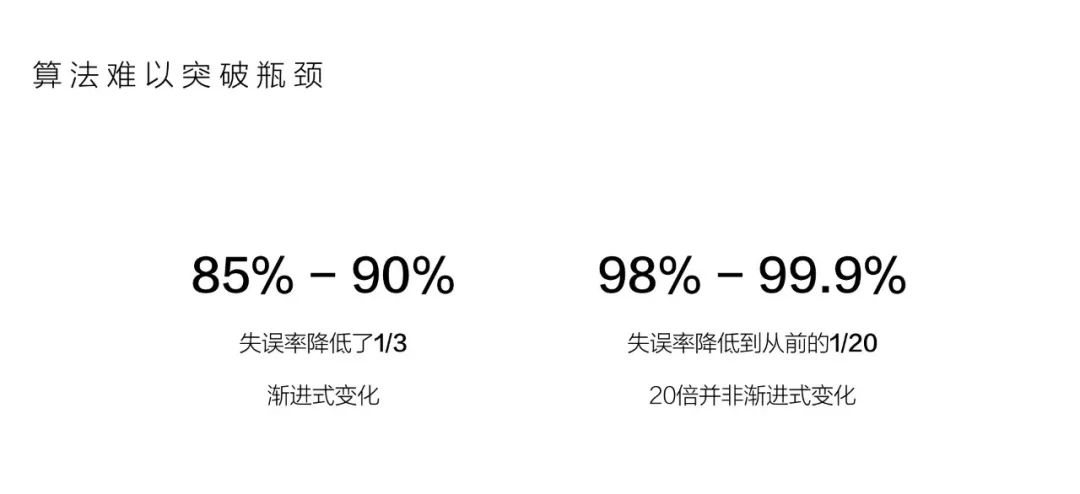 算法难以突破瓶颈
85% – 90%
失误率降低了1/3
渐进式变化
98% – 99.9%
失误率降低到从前的1/20
20倍并非渐进式变化